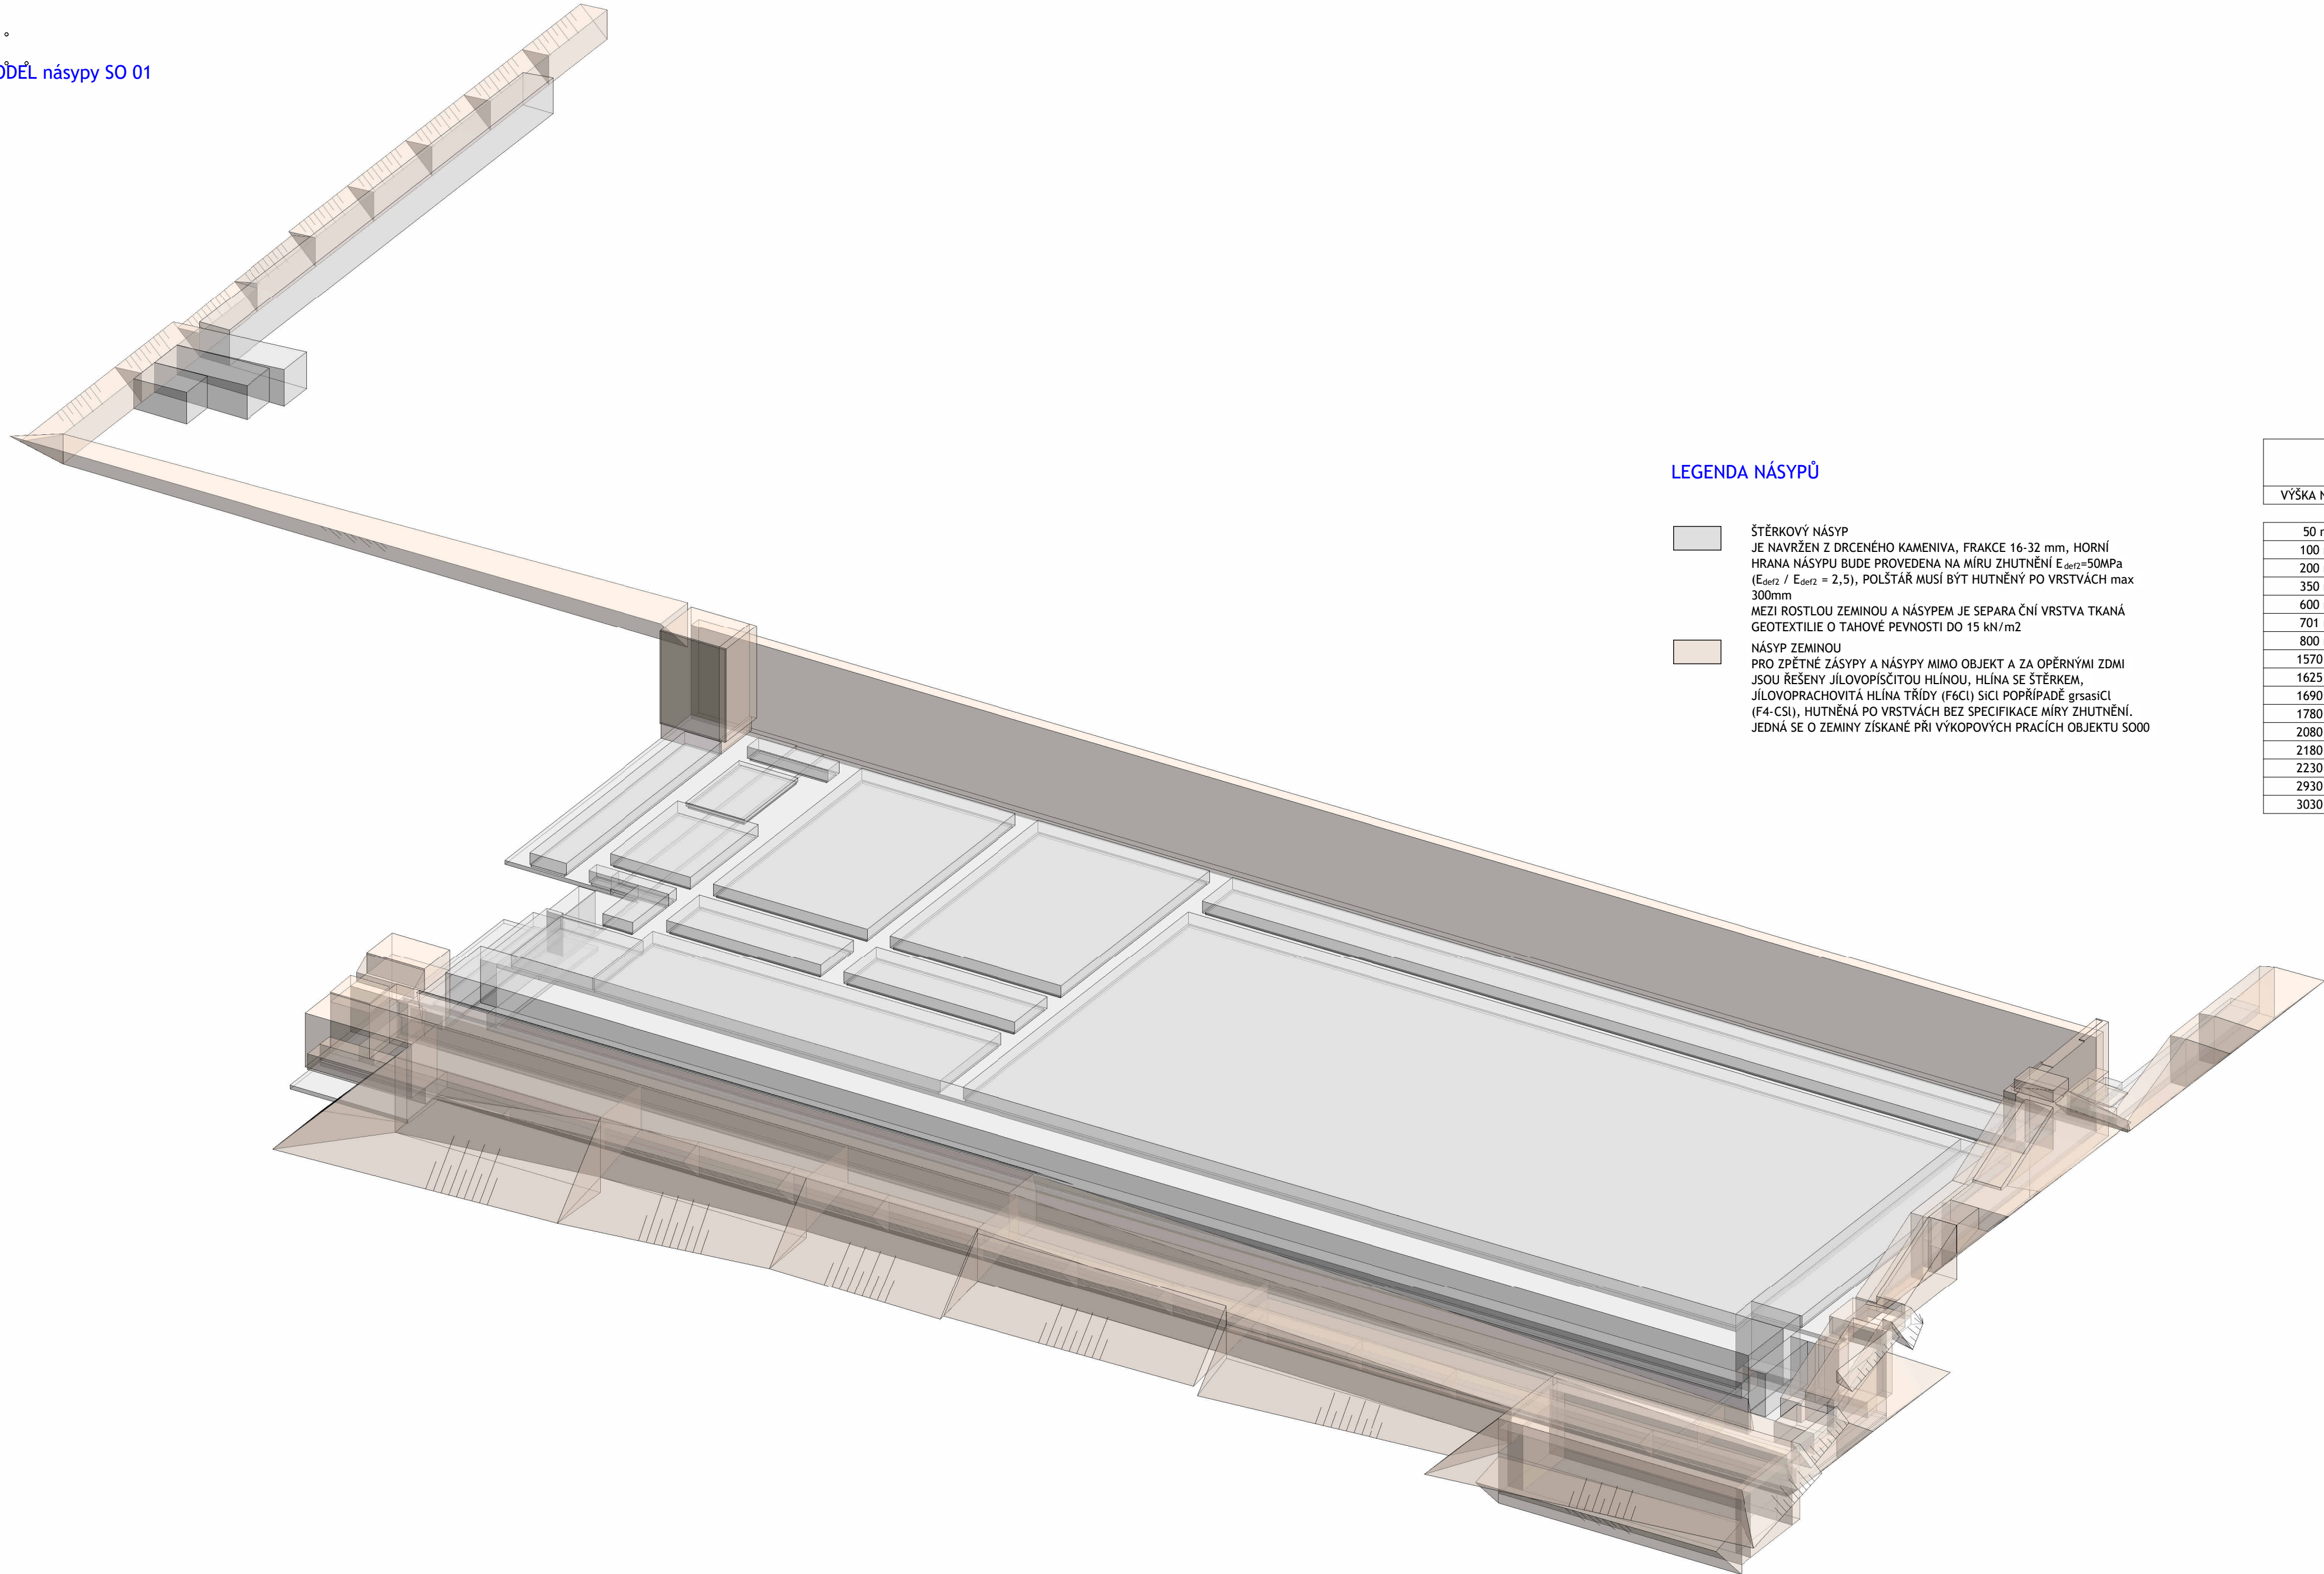 ODEL násypy SO 01
LEGENDA NÁSYPŮ
ŠTĚRKOVÝ NÁSYP
JE NAVRŽEN Z DRCENÉHO KAMENIVA, FRAKCE 16-32 mm, HORNÍ
HRANA NÁSYPU BUDE PROVEDENA NA MÍRU ZHUTNĚNÍ Edef2=50MPa
(Edef2 / Edef2 = 2,5), POLŠTÁŘ MUSÍ BÝT HUTNĚNÝ PO VRSTVÁCH max
300mm
MEZI ROSTLOU ZEMINOU A NÁSYPEM JE SEPARA ČNÍ VRSTVA TKANÁ
GEOTEXTILIE O TAHOVÉ PEVNOSTI DO 15 kN/m2
NÁSYP ZEMINOU
PRO ZPĚTNÉ ZÁSYPY A NÁSYPY MIMO OBJEKT A ZA OPĚRNÝMI ZDMI
JSOU ŘEŠENY JÍLOVOPÍSČITOU HLÍNOU, HLÍNA SE ŠTĚRKEM,
JÍLOVOPRACHOVITÁ HLÍNA TŘÍDY (F6Cl) SiCl POPŘÍPADĚ grsasiCl
(F4-CSl), HUTNĚNÁ PO VRSTVÁCH BEZ SPECIFIKACE MÍRY ZHUTNĚNÍ.
JEDNÁ SE O ZEMINY ZÍSKANÉ PŘI VÝKOPOVÝCH PRACÍCH OBJEKTU SO00
VÝŠKA
50
100
200
350
600
701
800
1570
1625
1690
1780
2080
2180
2230
2930
3030